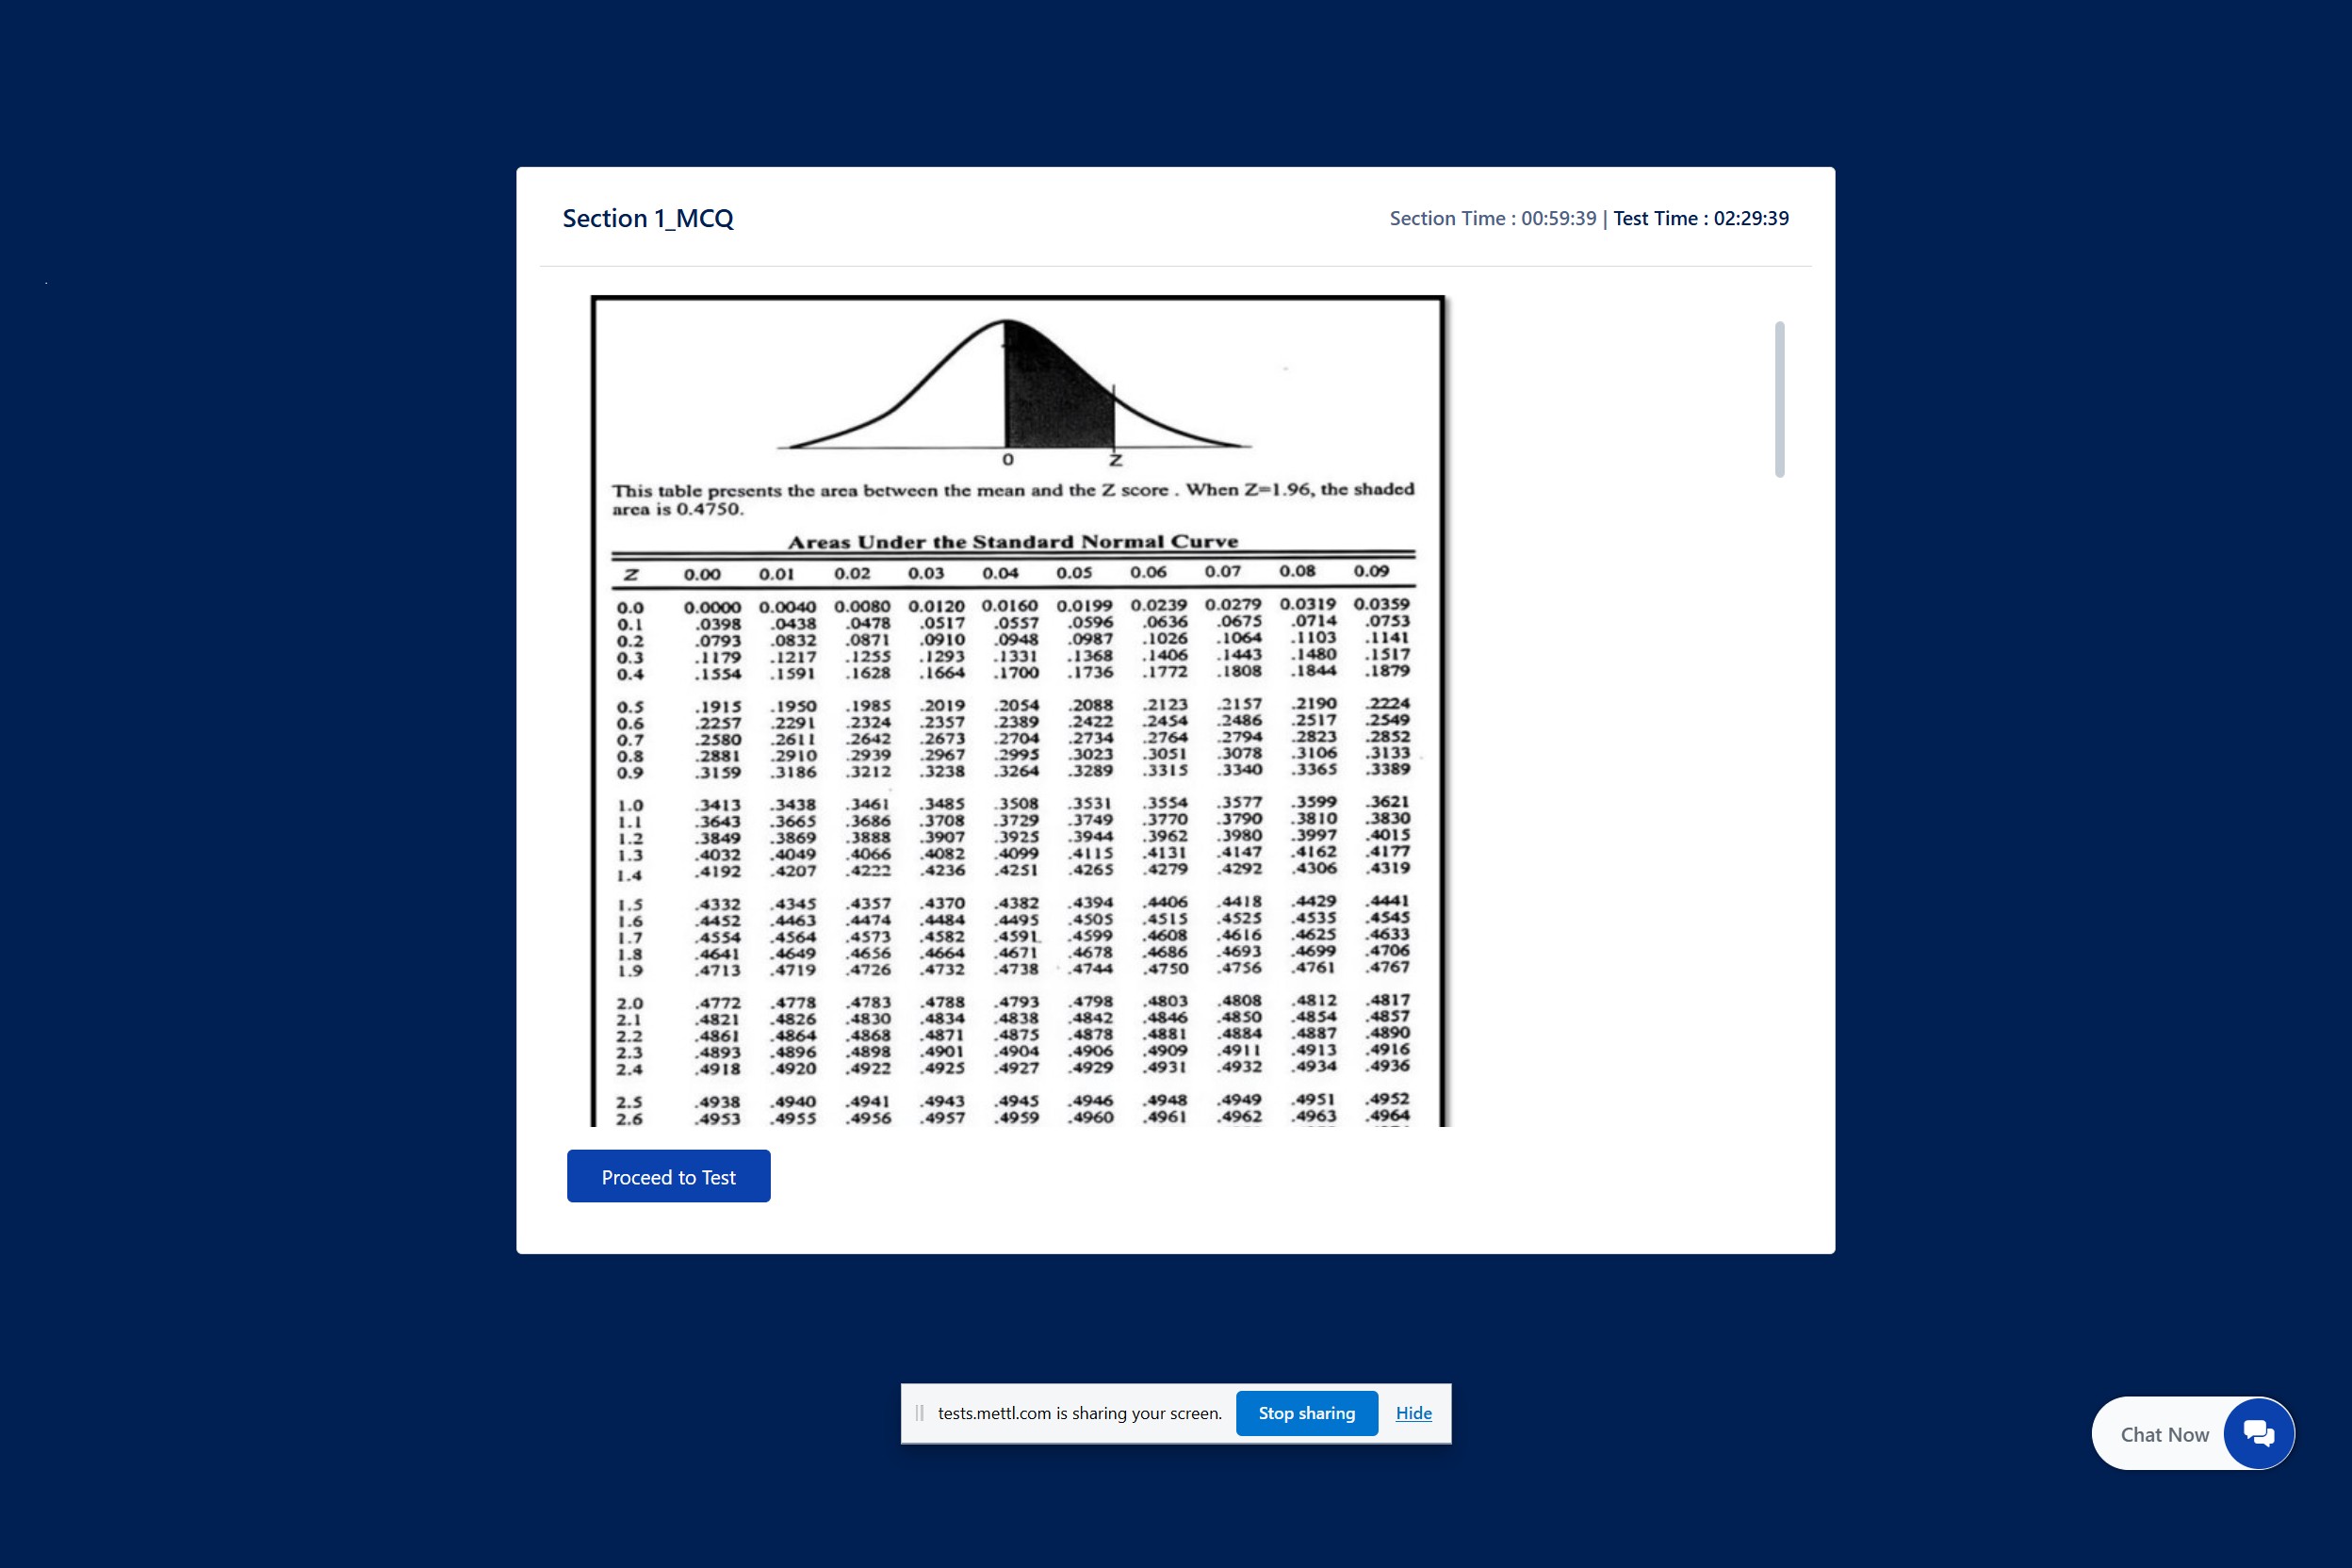 Section 1_MCQ
Section Time : 00:59:39 | Test Time : 02:29:39
0 Z
This table presents the area between the mean and the Z score . When Z=1.96, the shaded
area is 0.4750.
Areas Under the Standard Normal Curve
Z 0.00 0.01 0.02 0.03 0.04 0.05 0.06 0.07 0.08 0.09
0.0 0.0000 0.0040 0.0080 0.0120 0.0160 0.0199 0.0239 0.0279 0.0319 0.0359
0.1 .0398 .0438 .0478 .0517 .0557 .0596 .0636 .0675 .0714 .0753
0.2 .0793 .0832 .0871 .0910 .0948 .0987 .1026 .1064 .1103 .1141
0.3 .1179 .1217 .1255 .1293 .1331 .1368 .1406 .1443 .1480 .1517
0.4 .1554 .1591 .1628 .1664 .1700 .1736 .1772 .1808 .1844 .1879
0.5 .1915 .1950 .1985 .2019 .2054 .2088 .2123 .2157 .2190 .2224
0.6 .2257 .2291 .2324 .2357 .2389 .2422 .2454 .2486 .2517 .2549
0.7 .2580 .2611 .2642 .2673 .2704 .2734 .2764 .2794 .2823 .2852
0.8 .2881 .2910 .2939 .2967 .2995 .3023 .3051 .3078 .3106 .3133
0.9 .3159 .3186 .3212 .3238 .3264 .3289 .3315 .3340 .3365 .3389
1.0 .3413 .3438 .3461 .3485 .3508 .3531 .3554 .3577 .3599 .3621
1.1 .3643 .3665 .3686 .3708 .3729 .3749 .3770 .3790 .3810 .3830
1.2 .3849 .3869 .3888 .3907 .3925 .3944 .3962 .3980 .3997 .4015
1.3 .4032 .4049 .4066 .4082 .4099 .4115 .4131 .4147 .4162 .4177
1.4 .4192 .4207 .4222 .4236 .4251 .4265 .4279 .4292 .4306 .4319
1.5 .4332 .4345 .4357 .4370 .4382 .4394 .4406 .4418 .4429 .4441
1.6 .4452 .4463 .4474 .4484 .4495 .4505 .4515 .4525 .4535 .4545
1.7 .4554 .4564 .4573 .4582 .4591 .4599 .4608 .4616 .4625 .4633
1.8 .4641 .4649 .4656 .4664 .4671 .4678 .4686 .4693 .4699 .4706
1.9 .4713 .4719 .4726 .4732 .4738 .4744 .4750 .4756 .4761 .4767
2.0 .4772 .4778 .4783 .4788 .4793 .4798 .4803 .4808 .4812 .4817
2.1 .4821 .4826 .4830 .4834 .4838 .4842 .4846 .4850 .4854 .4857
2.2 .4861 .4864 .4868 .4871 .4875 .4878 .4881 .4884 .4887 .4890
2.3 .4893 .4896 .4898 .4901 .4904 .4906 .4909 .4911 .4913 .4916
2.4 .4918 .4920 .4922 .4925 .4927 .4929 .4931 .4932 .4934 .4936
2.5 .4938 .4940 .4941 .4943 .4945 .4946 .4948 .4949 .4951 .4952
2.6 .4953 .4955 .4956 .4957 .4959 .4960 .4961 .4962 .4963 .4964
Proceed to Test
tests.mettl.com is sharing your screen. Stop sharing Hide
Chat Now